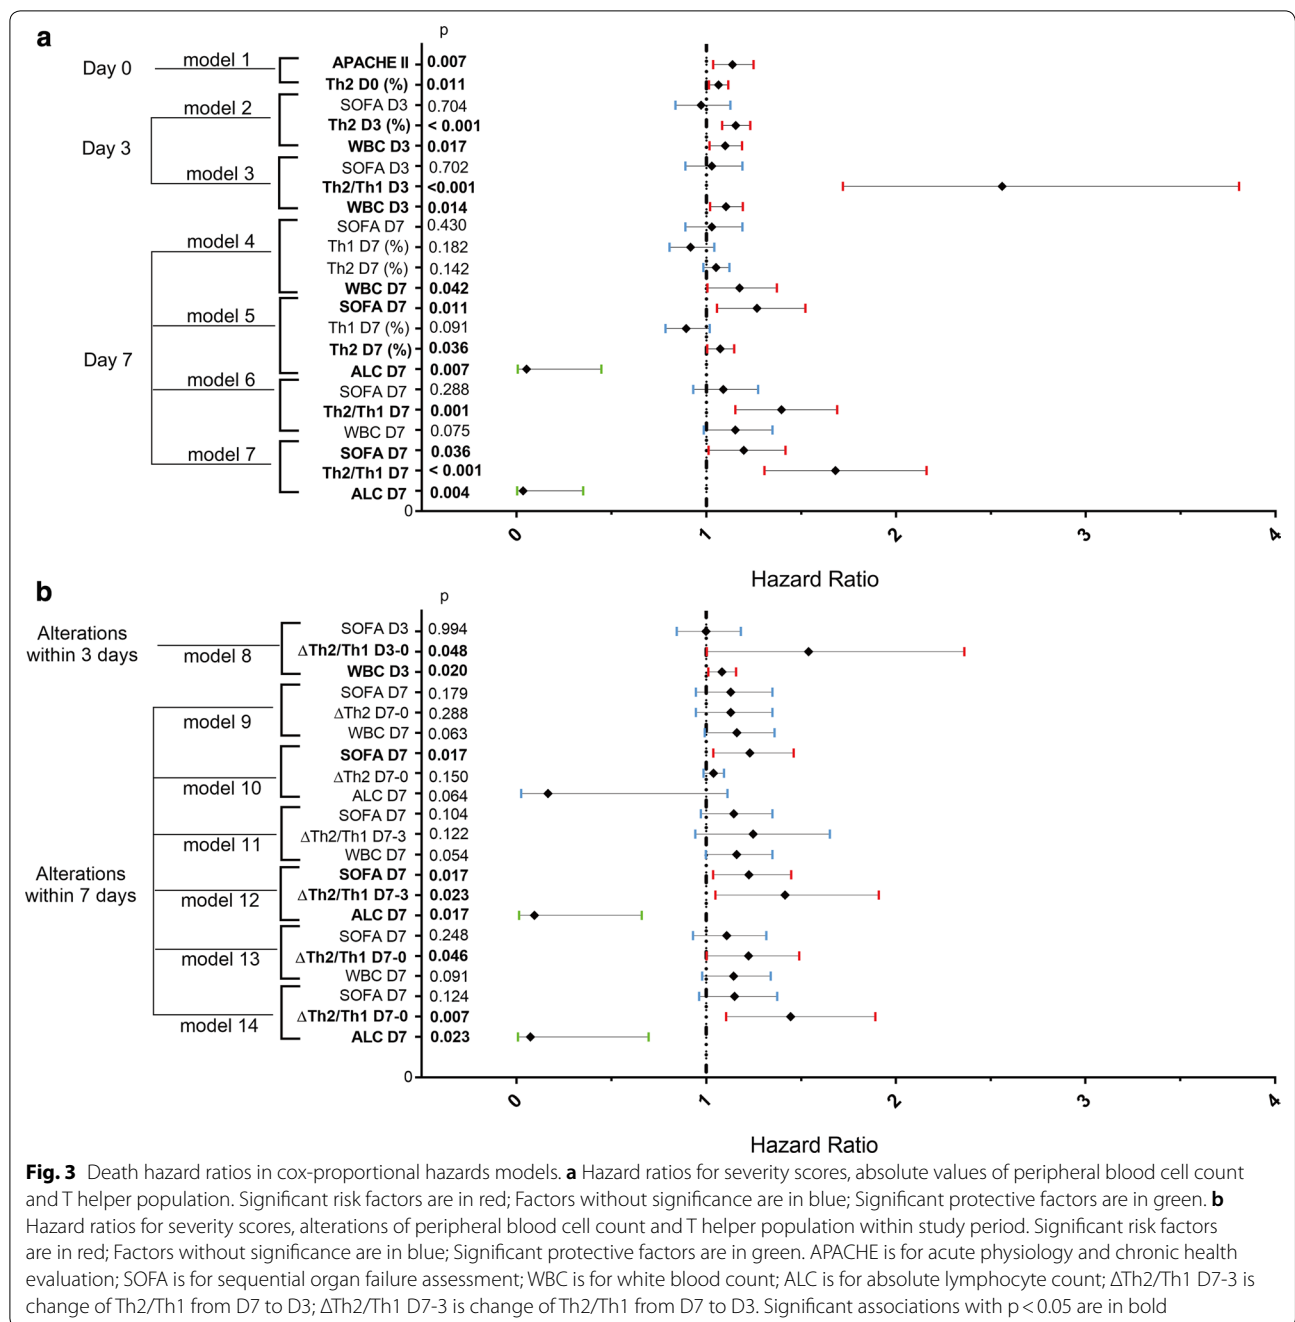 a
p
Day 0
model 1
APACHE II 0.007
Th2 D0 (%) 0.011
Day 3
model 2
SOFA D3 0.704
Th2 D3 (%) < 0.001
WBC D3 0.017
model 3
SOFA D3 0.702
Th2/Th1 D3 <0.001
WBC D3 0.014
Day 7
model 4
SOFA D7 0.430
Th1 D7 (%) 0.182
Th2 D7 (%) 0.142
WBC D7 0.042
model 5
SOFA D7 0.011
Th1 D7 (%) 0.091
Th2 D7 (%) 0.036
ALC D7 0.007
model 6
SOFA D7 0.288
Th2/Th1 D7 0.001
WBC D7 0.075
model 7
SOFA D7 0.036
Th2/Th1 D7 < 0.001
ALC D7 0.004
0
0 1 2 3 4
Hazard Ratio
b
p
Alterations
within 3 days
model 8
SOFA D3 0.994
ΔTh2/Th1 D3-0 0.048
WBC D3 0.020
Alterations
within 7 days
model 9
SOFA D7 0.179
ΔTh2 D7-0 0.288
WBC D7 0.063
model 10
SOFA D7 0.017
ΔTh2 D7-0 0.150
ALC D7 0.064
model 11
SOFA D7 0.104
ΔTh2/Th1 D7-3 0.122
WBC D7 0.054
model 12
SOFA D7 0.017
ΔTh2/Th1 D7-3 0.023
ALC D7 0.017
model 13
SOFA D7 0.248
ΔTh2/Th1 D7-0 0.046
WBC D7 0.091
model 14
SOFA D7 0.124
ΔTh2/Th1 D7-0 0.007
ALC D7 0.023
0
0 1 2 3 4
Hazard Ratio
Fig. 3 Death hazard ratios in cox-proportional hazards models. a Hazard ratios for severity scores, absolute values of peripheral blood cell count
and T helper population. Significant risk factors are in red; Factors without significance are in blue; Significant protective factors are in green. b
Hazard ratios for severity scores, alterations of peripheral blood cell count and T helper population within study period. Significant risk factors
are in red; Factors without significance are in blue; Significant protective factors are in green. APACHE is for acute physiology and chronic health
evaluation; SOFA is for sequential organ failure assessment; WBC is for white blood count; ALC is for absolute lymphocyte count; ΔTh2/Th1 D7-3 is
change of Th2/Th1 from D7 to D3; ΔTh2/Th1 D7-3 is change of Th2/Th1 from D7 to D3. Significant associations with p < 0.05 are in bold